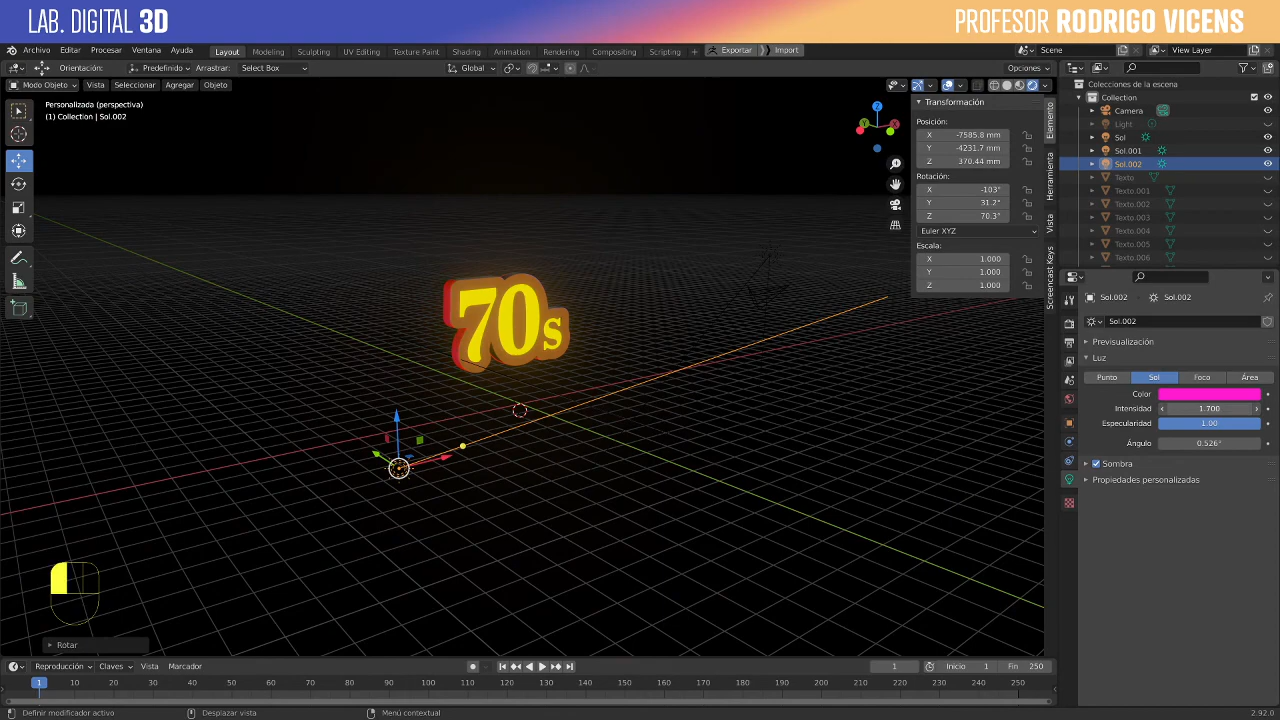 LAB. DIGITAL 3D
PROFESOR RODRIGO VICENS
Archivo Editar Procesar Ventana Ayuda Layout Modeling Sculpting UV Editing Texture Paint Shading Animation Rendering Compositing Scripting + Exportar Import Scene View Layer
Orientación: Predefinido Arrastrar: Select Box Global Opciones
Modo Objeto Vista Seleccionar Agregar Objeto
Personalizada (perspectiva)
(1) Collection | Sol.002
Z
Y
X
70s
Transformación
Posición:
X -7585.8 mm
Y -4231.7 mm
Z 370.44 mm
Rotación:
X -103°
Y 31.2°
Z 70.3°
Euler XYZ
Escala:
X 1.000
Y 1.000
Z 1.000
Elemento
Herramienta
Vista
Screencast Keys
Colecciones de la escena
Collection
Camera
Light
Sol
Sol.001
Sol.002
Texto
Texto.001
Texto.002
Texto.003
Texto.004
Texto.005
Texto.006
Sol.002 Sol.002
Sol.002
Previsualización
Luz
Punto Sol Foco Área
Color
Intensidad 1.700
Especularidad 1.00
Ángulo 0.526°
Sombra
Propiedades personalizadas
Rotar
Reproducción Claves Vista Marcador 1 Inicio 1 Fin 250
1 10 20 30 40 50 60 70 80 90 100 110 120 130 140 150 160 170 180 190 200 210 220 230 240 250
Definir modificador activo Desplazar vista Menú contextual 2.92.0